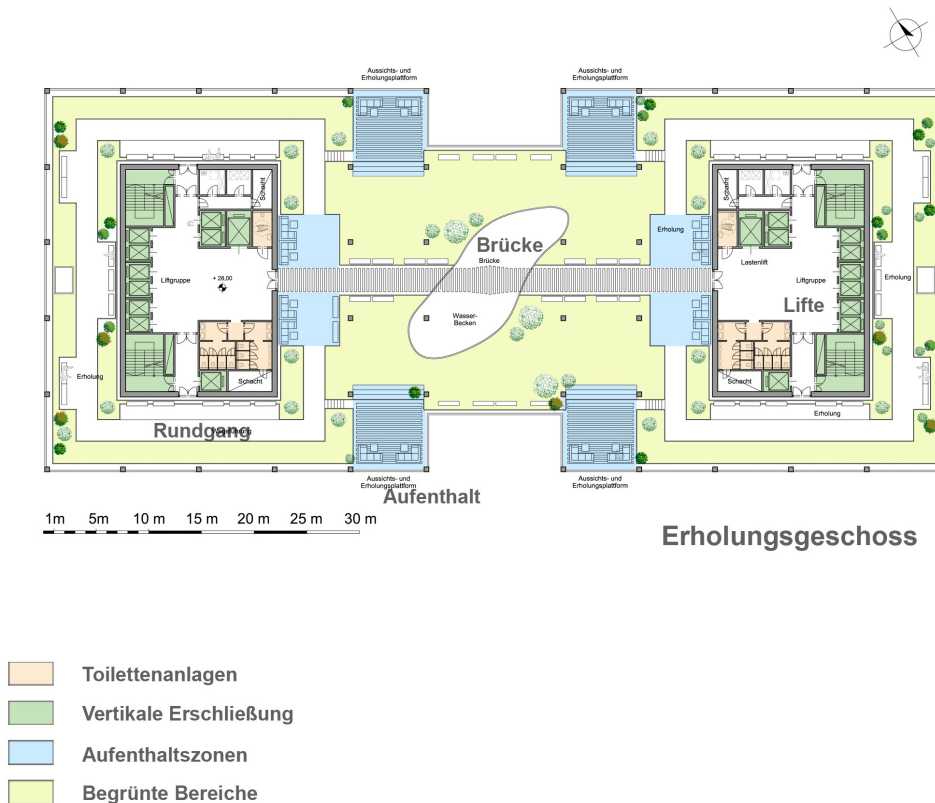 Aussichts- und
Erholungsplattform
Aussichts- und
Erholungsplattform
Schacht
Schacht
Erholung
Brücke
Brücke
Lastenlift
Liftgruppe
+ 28,00
Liftgruppe
Erholung
Lifte
Wasser-
Becken
Erholung
Schacht
Schacht
Erholung
Rundgang
Aussichts- und
Erholungsplattform
Aussichts- und
Erholungsplattform
Aufenthalt
1m 5m 10 m 15 m 20 m 25 m 30 m
Erholungsgeschoss
Toilettenanlagen
Vertikale Erschließung
Aufenthaltszonen
Begrünte Bereiche